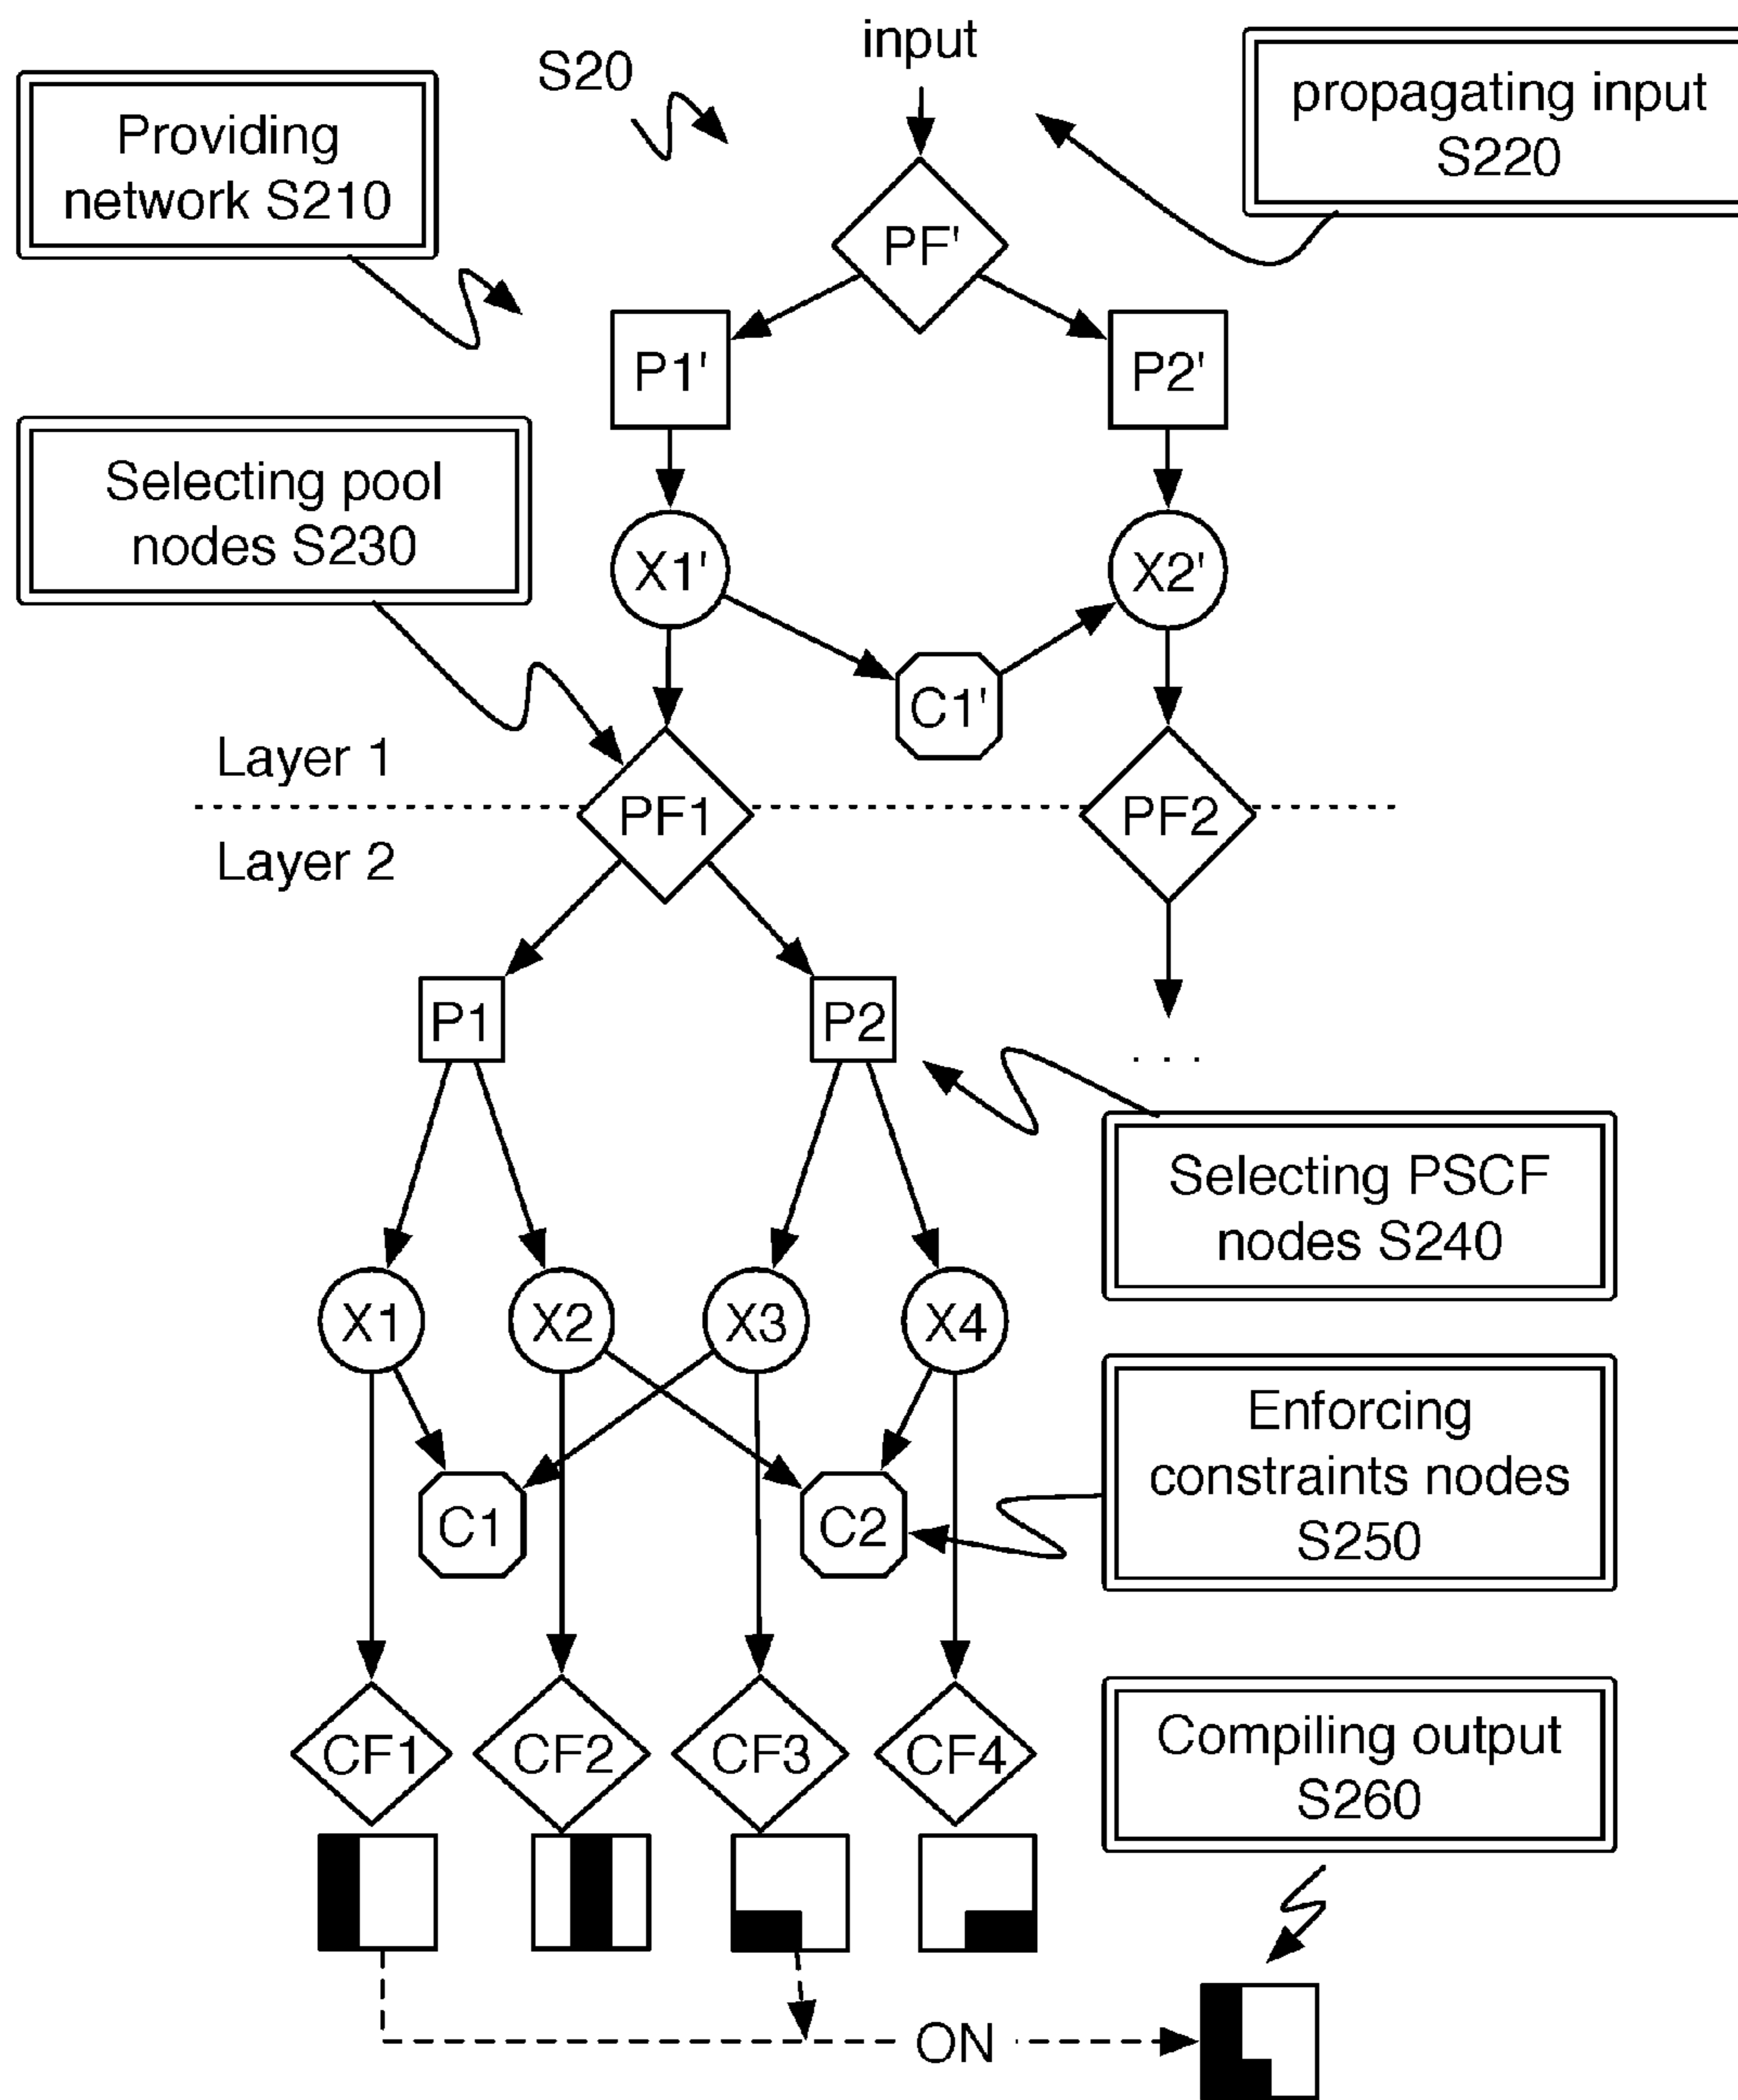 input
S20
propagating input
S220
Providing
network S210
PF'
P1'
P2'
Selecting pool
nodes S230
X1'
X2'
C1'
Layer 1
PF1
PF2
Layer 2
P1
P2
. . .
Selecting PSCF
nodes S240
X1
X2
X3
X4
Enforcing
constraints nodes
S250
C1
C2
CF1
CF2
CF3
CF4
Compiling output
S260
ON